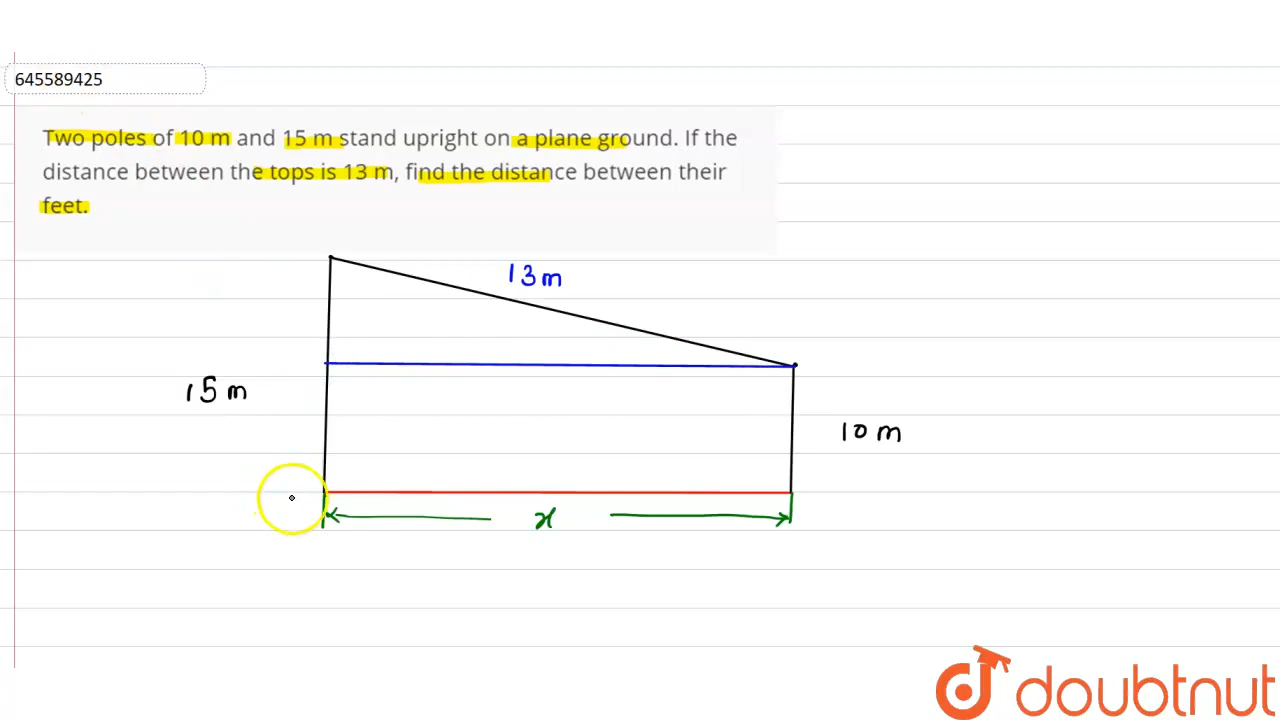 645589425
Two poles of 10 m and 15 m stand upright on a plane ground. If the
distance between the tops is 13 m, find the distance between their
feet.
13m
15 m
10 m
x
doubtnut